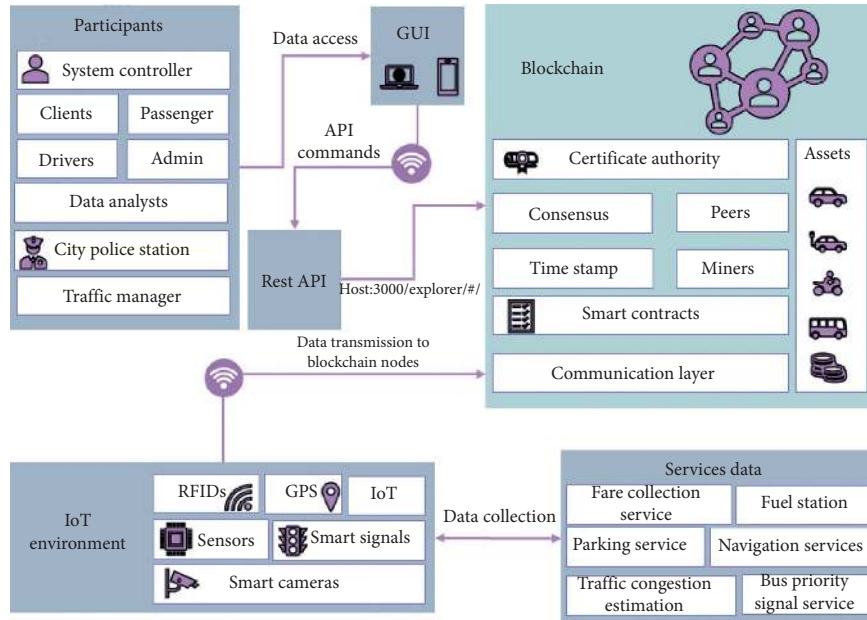 Participants
System controller
Clients
Passenger
Drivers
Admin
Data analysts
City police station
Traffic manager
Data access
GUI
API
commands
Rest API
Host:3000/explorer/#/
Blockchain
Certificate authority
Consensus
Peers
Time stamp
Miners
Smart contracts
Communication layer
Assets
Data transmission to
blockchain nodes
IoT
environment
RFIDs
GPS
IoT
Sensors
Smart signals
Smart cameras
Data collection
Services data
Fare collection
service
Fuel station
Parking service
Navigation services
Traffic congestion
estimation
Bus priority
signal service